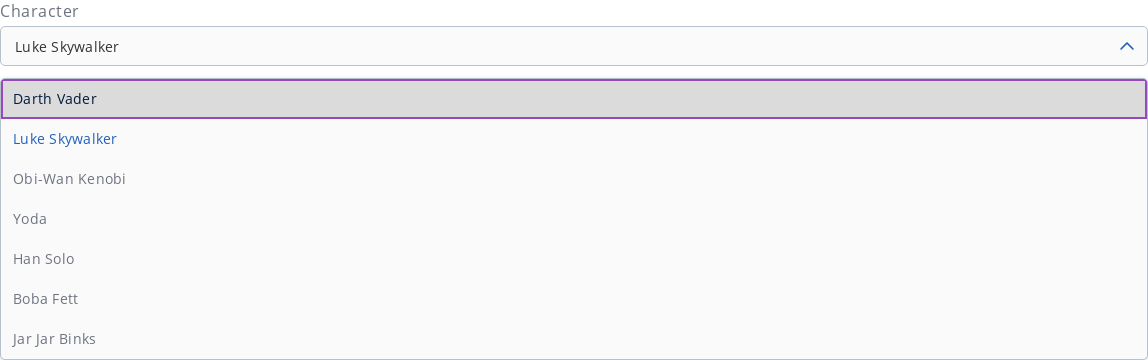 Character
Luke Skywalker
Darth Vader
Luke Skywalker
Obi-Wan Kenobi
Yoda
Han Solo
Boba Fett
Jar Jar Binks